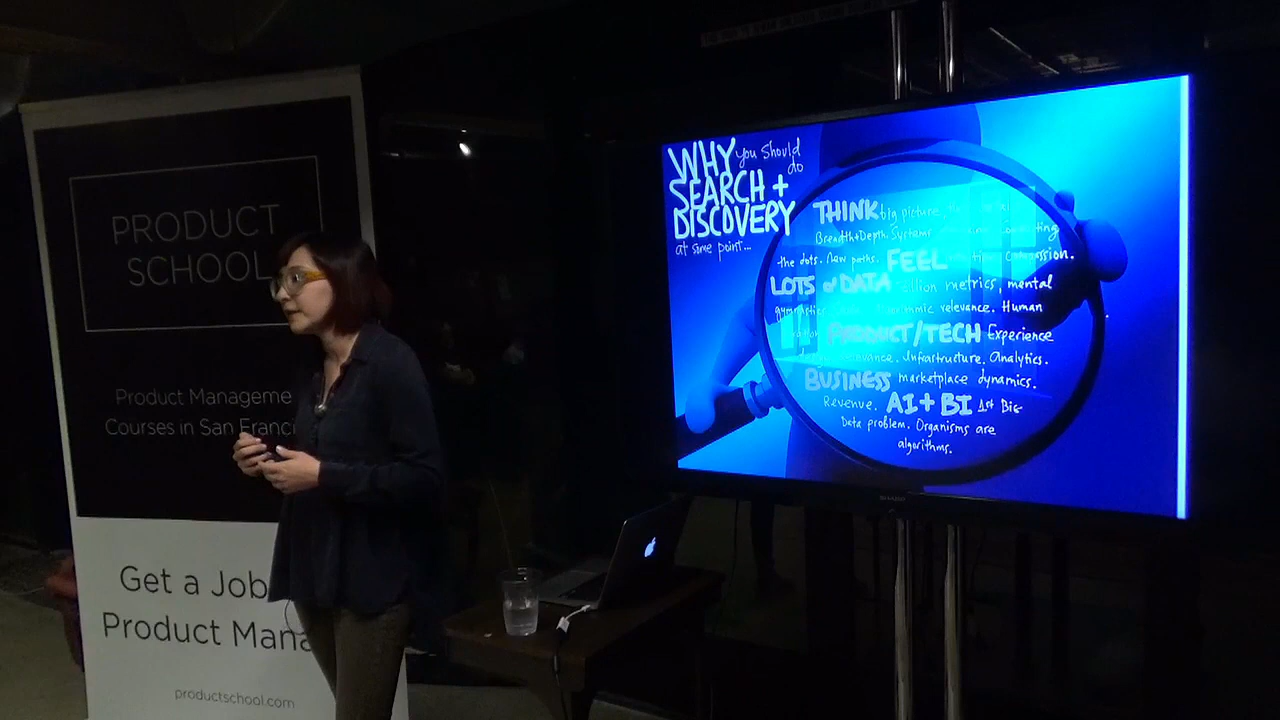 PRODUCT
SCHOOL
Product Manageme
Courses in San Franci
Get a Job
Product Mana
productschool.com
WHY you should
do
SEARCH +
DISCOVERY
at some point...
THINK big picture,
Breadth+Depth. Systems
the dots. New paths. FEEL
LOTS of DATA metrics, mental
relevance. Human
PRODUCT/TECH Experience
Infrastructure. Analytics.
BUSINESS marketplace dynamics.
Revenue. AI + BI 1st Big
Data problem. Organisms are
algorithms.
SHARP